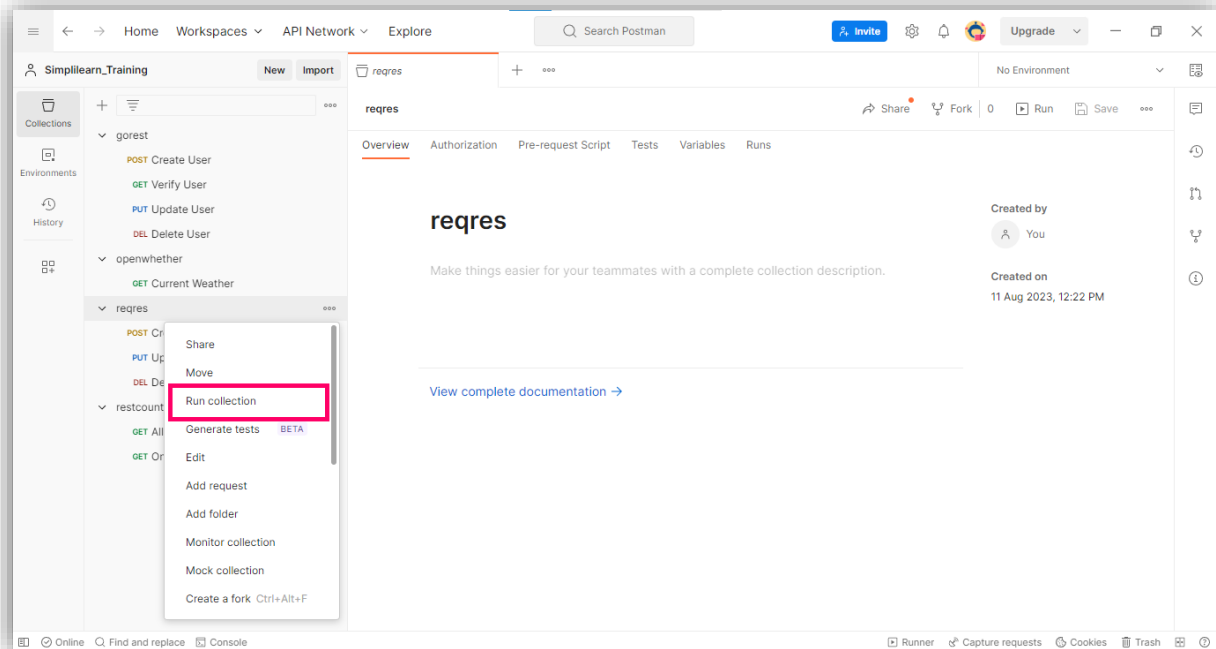 Home Workspaces API Network Explore Search Postman Invite Upgrade
Simplilearn_Training New Import reqres No Environment
Collections
Environments
History
gorest
POST Create User
GET Verify User
PUT Update User
DEL Delete User
openwhether
GET Current Weather
reqres
POST Cr
PUT Up
DEL De
restcount
GET All
GET Or
Share
Move
Run collection
Generate tests BETA
Edit
Add request
Add folder
Monitor collection
Mock collection
Create a fork Ctrl+Alt+F
reqres Share Fork 0 Run Save
Overview Authorization Pre-request Script Tests Variables Runs
reqres
Make things easier for your teammates with a complete collection description.
View complete documentation →
Created by
You
Created on
11 Aug 2023, 12:22 PM
Online Find and replace Console Runner Capture requests Cookies Trash